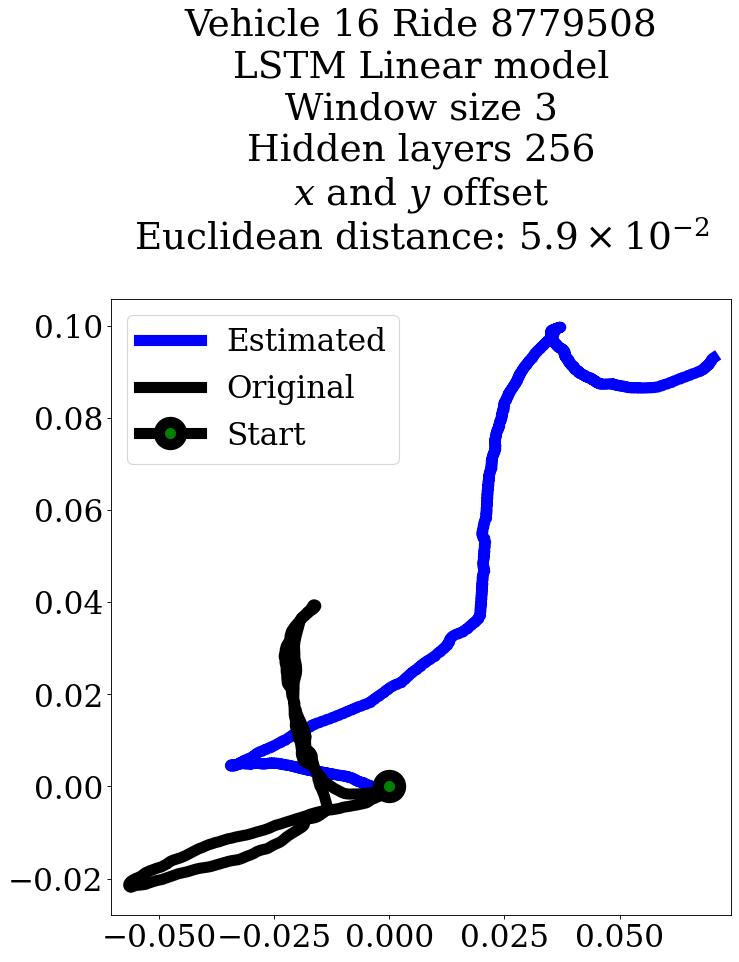 Vehicle 16 Ride 8779508
LSTM Linear model
Window size 3
Hidden layers 256
x and y offset
Euclidean distance: 5.9 × 10⁻²
Estimated
Original
Start
0.10
0.08
0.06
0.04
0.02
0.00
−0.02
−0.050 −0.025 0.000 0.025 0.050